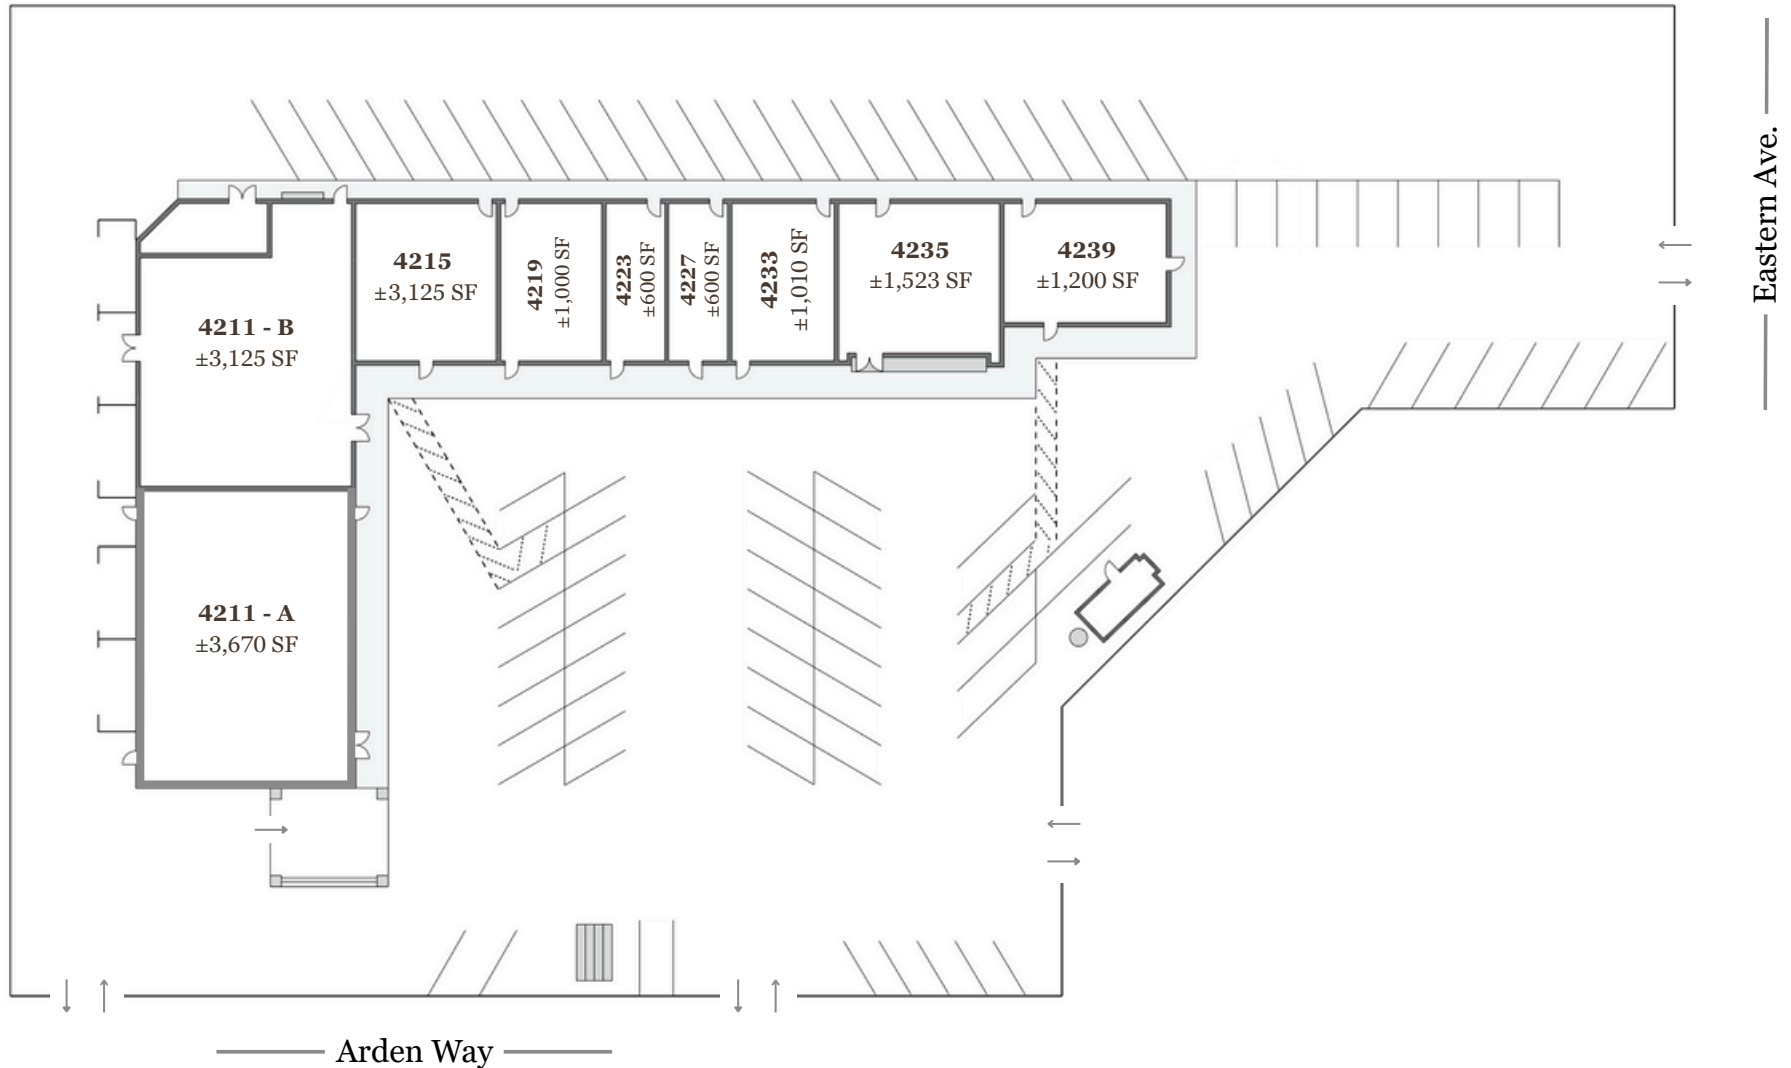 4211 - B
±3,125 SF
4215
±3,125 SF
4219
±1,000 SF
4223
±600 SF
4227
±600 SF
4233
±1,010 SF
4235
±1,523 SF
4239
±1,200 SF
Eastern Ave.
4211 - A
±3,670 SF
Arden Way